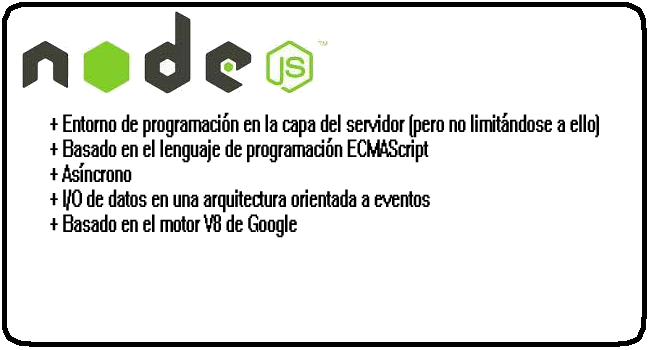 node
JS™
+ Entorno de programación en la capa del servidor (pero no limitándose a ello)
+ Basado en el lenguaje de programación ECMAScript
+ Asíncrono
+ I/O de datos en una arquitectura orientada a eventos
+ Basado en el motor V8 de Google